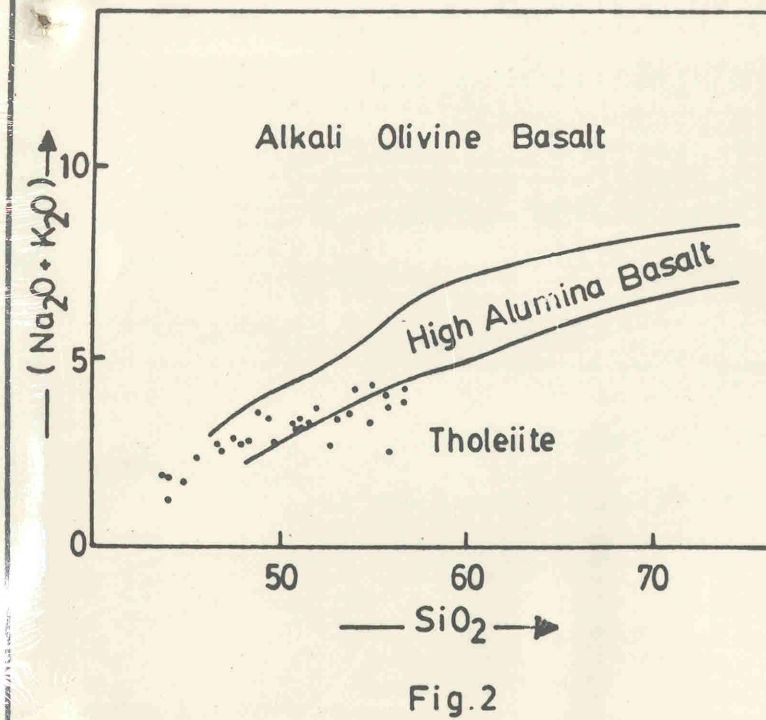 Alkali Olivine Basalt
10
(Na2O + K2O)
High Alumina Basalt
5
Tholeiite
0
50 60 70
SiO2
Fig.2